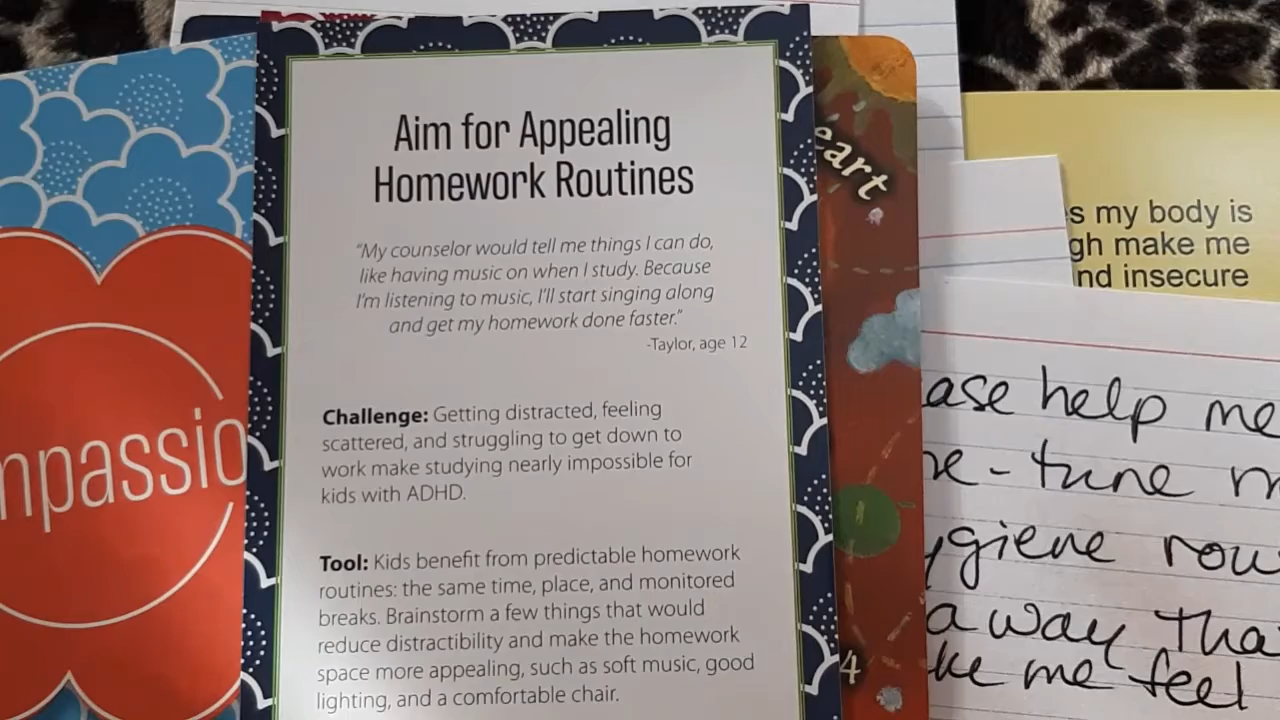 Aim for Appealing
Homework Routines
“My counselor would tell me things I can do,
like having music on when I study. Because
I’m listening to music, I’ll start singing along
and get my homework done faster.”
-Taylor, age 12
Challenge: Getting distracted, feeling
scattered, and struggling to get down to
work make studying nearly impossible for
kids with ADHD.
Tool: Kids benefit from predictable homework
routines: the same time, place, and monitored
breaks. Brainstorm a few things that would
reduce distractibility and make the homework
space more appealing, such as soft music, good
lighting, and a comfortable chair.
mpassio
eart
4
s my body is
gh make me
nd insecure
ase help me
e-tune m
ygiene rou
a way tha
ke me feel